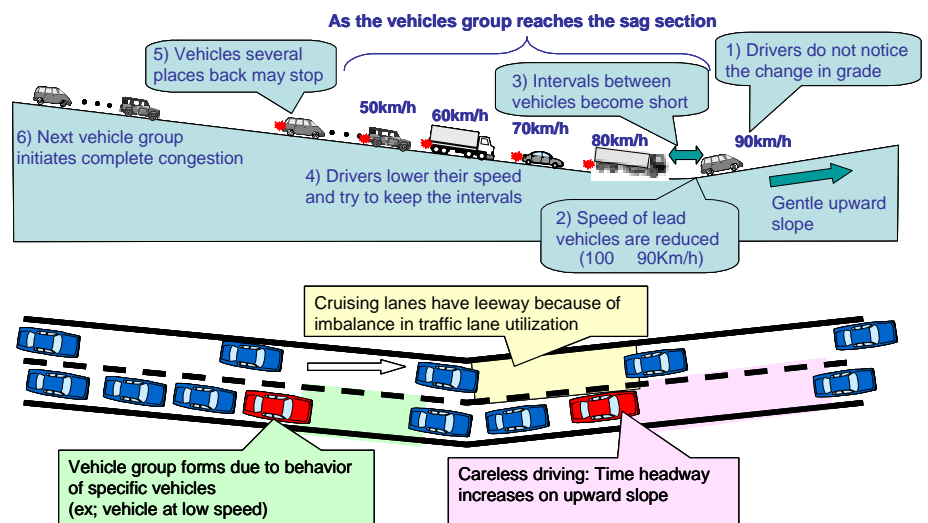 As the vehicles group reaches the sag section
5) Vehicles several
places back may stop
1) Drivers do not notice
the change in grade
3) Intervals between
vehicles become short
50km/h
60km/h
70km/h
80km/h
90km/h
6) Next vehicle group
initiates complete congestion
4) Drivers lower their speed
and try to keep the intervals
2) Speed of lead
vehicles are reduced
(100 90Km/h)
Gentle upward
slope
Cruising lanes have leeway because of
imbalance in traffic lane utilization
Vehicle group forms due to behavior
of specific vehicles
(ex; vehicle at low speed)
Careless driving: Time headway
increases on upward slope